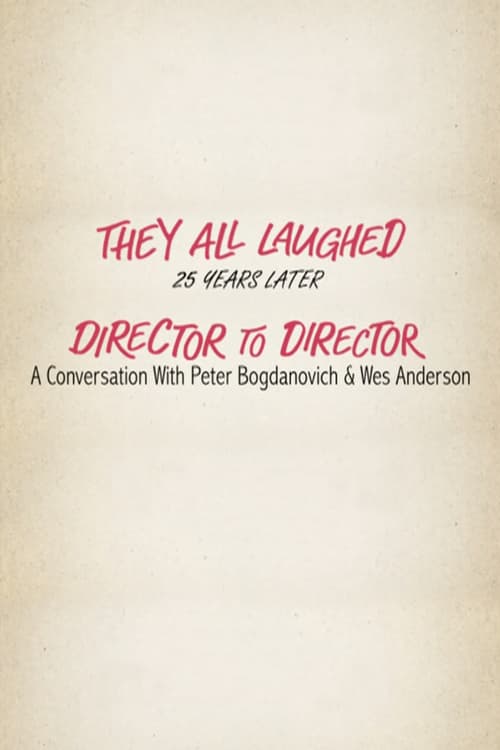 THEY ALL LAUGHED
25 YEARS LATER
DIRECTOR TO DIRECTOR
A Conversation With Peter Bogdanovich & Wes Anderson